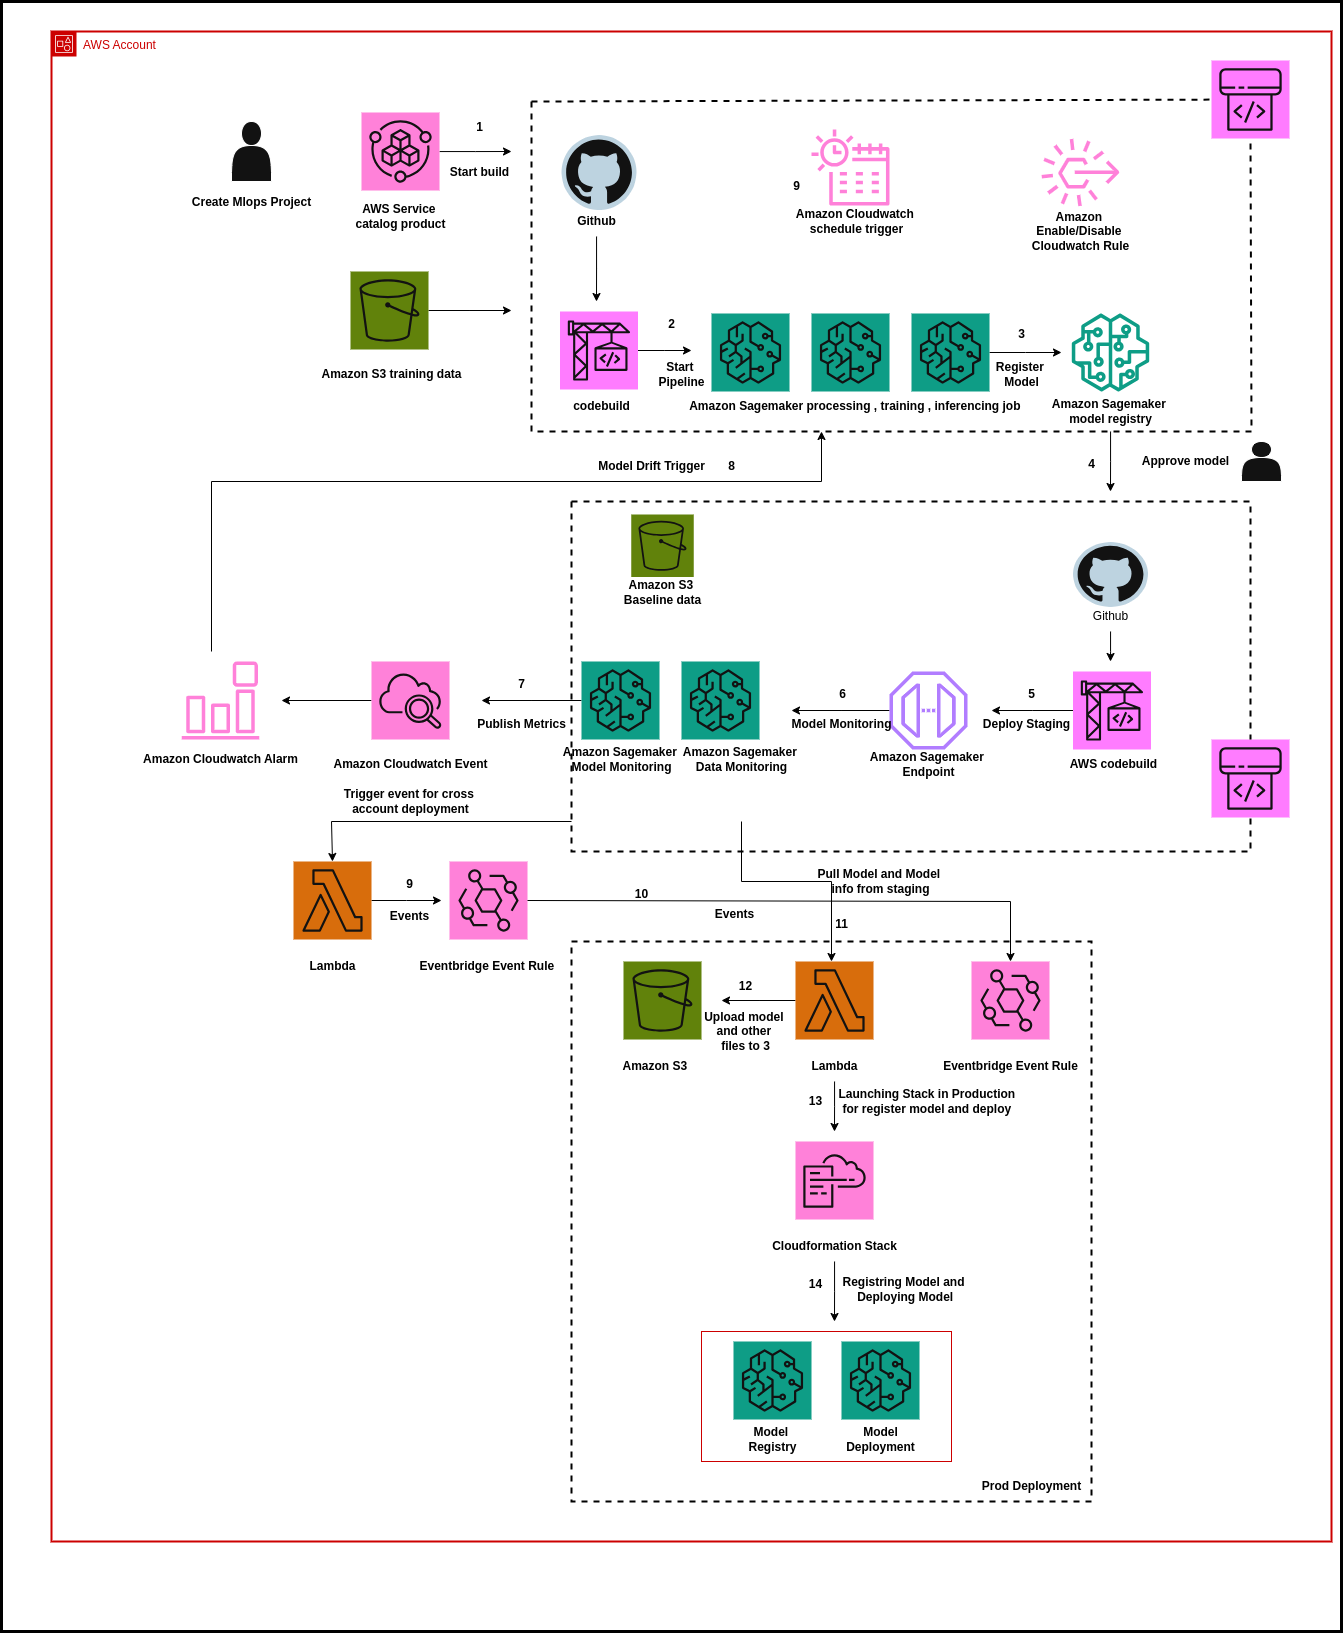 AWS Account
Create Mlops Project
1
Start build
AWS Service
catalog product
Github
9
Amazon Cloudwatch
schedule trigger
Amazon
Enable/Disable
Cloudwatch Rule
Amazon S3 training data
codebuild
2
Start
Pipeline
Amazon Sagemaker processing , training , inferencing job
3
Register
Model
Amazon Sagemaker
model registry
Model Drift Trigger
8
4
Approve model
Amazon S3
Baseline data
Github
Amazon Cloudwatch Alarm
Amazon Cloudwatch Event
7
Publish Metrics
Amazon Sagemaker
Model Monitoring
Amazon Sagemaker
Data Monitoring
6
Model Monitoring
Amazon Sagemaker
Endpoint
5
Deploy Staging
AWS codebuild
Trigger event for cross
account deployment
Lambda
9
Events
Eventbridge Event Rule
10
Events
Pull Model and Model
info from staging
11
Amazon S3
12
Upload model
and other
files to 3
Lambda
Eventbridge Event Rule
13
Launching Stack in Production
for register model and deploy
Cloudformation Stack
14
Registring Model and
Deploying Model
Model
Registry
Model
Deployment
Prod Deployment